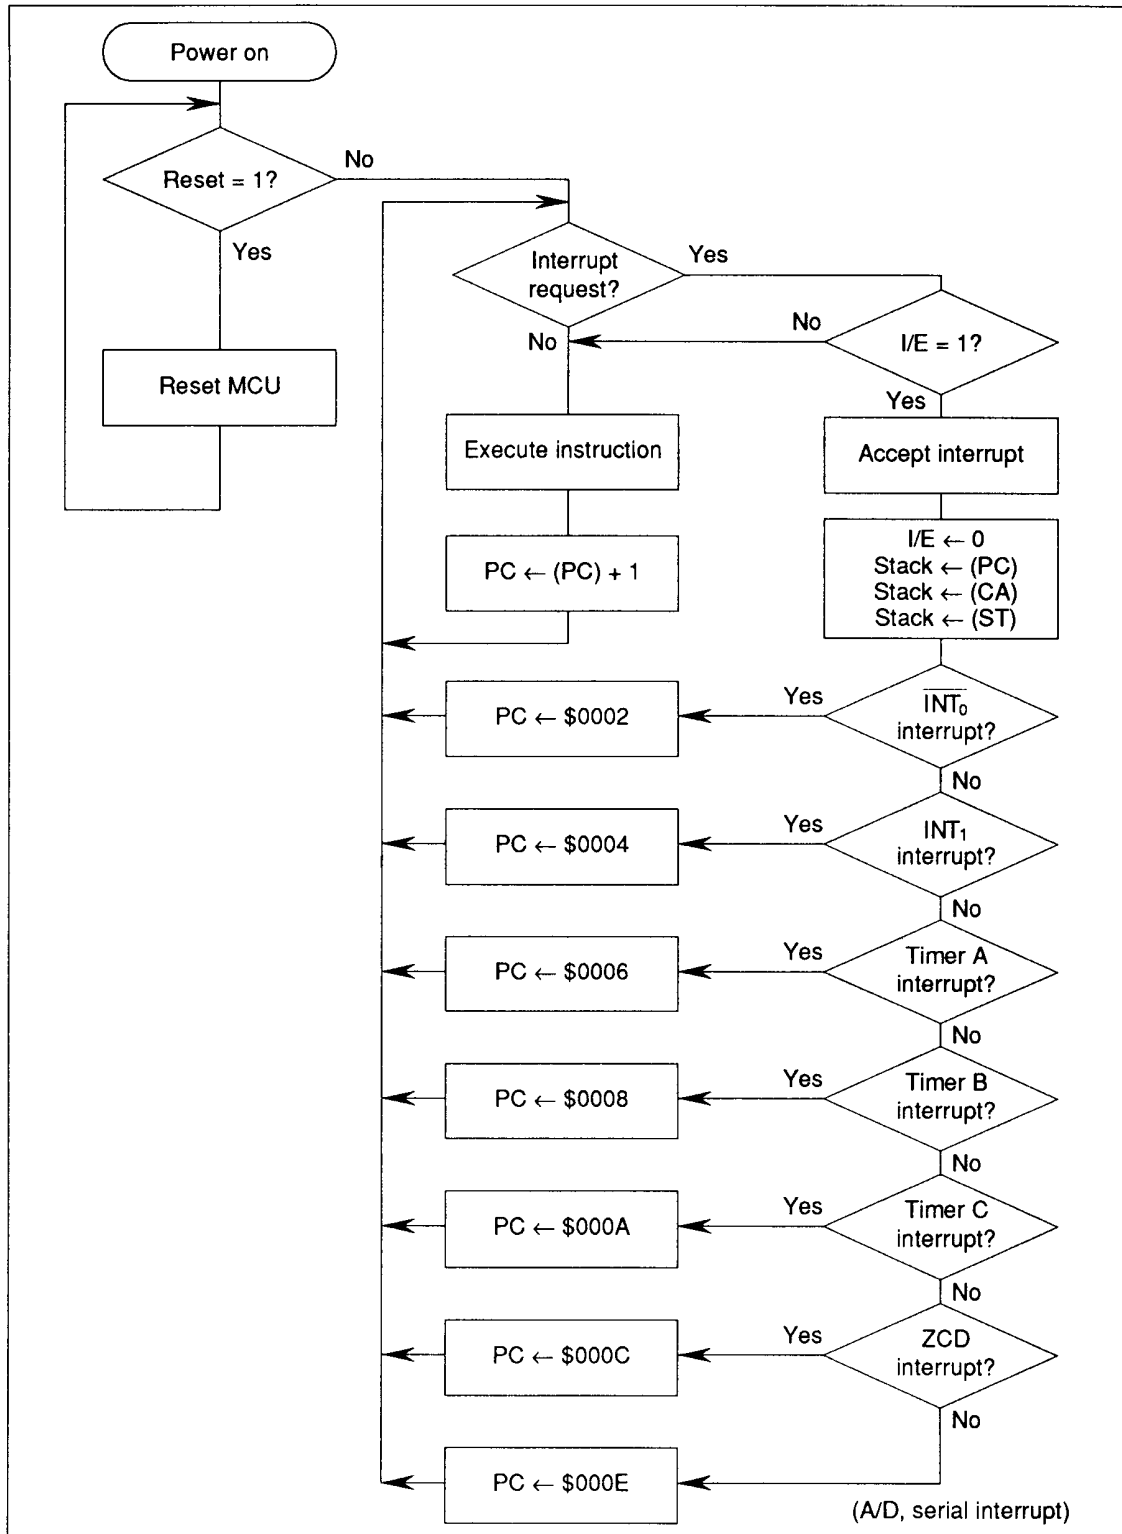 Power on
Reset = 1?
No
Yes
Reset MCU
Interrupt
request?
Yes
No
I/E = 1?
No
Yes
Execute instruction
Accept interrupt
PC ← (PC) + 1
I/E ← 0
Stack ← (PC)
Stack ← (CA)
Stack ← (ST)
INT₀
interrupt?
Yes
PC ← $0002
No
INT₁
interrupt?
Yes
PC ← $0004
No
Timer A
interrupt?
Yes
PC ← $0006
No
Timer B
interrupt?
Yes
PC ← $0008
No
Timer C
interrupt?
Yes
PC ← $000A
No
ZCD
interrupt?
Yes
PC ← $000C
No
PC ← $000E
(A/D, serial interrupt)